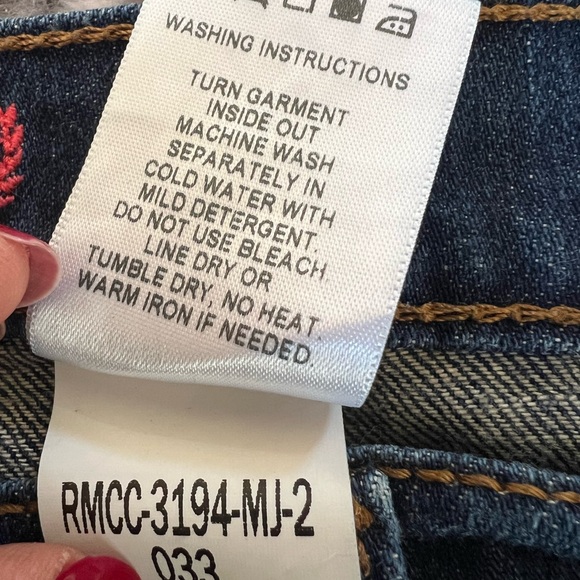 WASHING INSTRUCTIONS
TURN GARMENT
INSIDE OUT
MACHINE WASH
SEPARATELY IN
COLD WATER WITH
MILD DETERGENT.
DO NOT USE BLEACH.
LINE DRY OR
TUMBLE DRY, NO HEAT.
WARM IRON IF NEEDED.
RMCC-3194-MJ-2
033